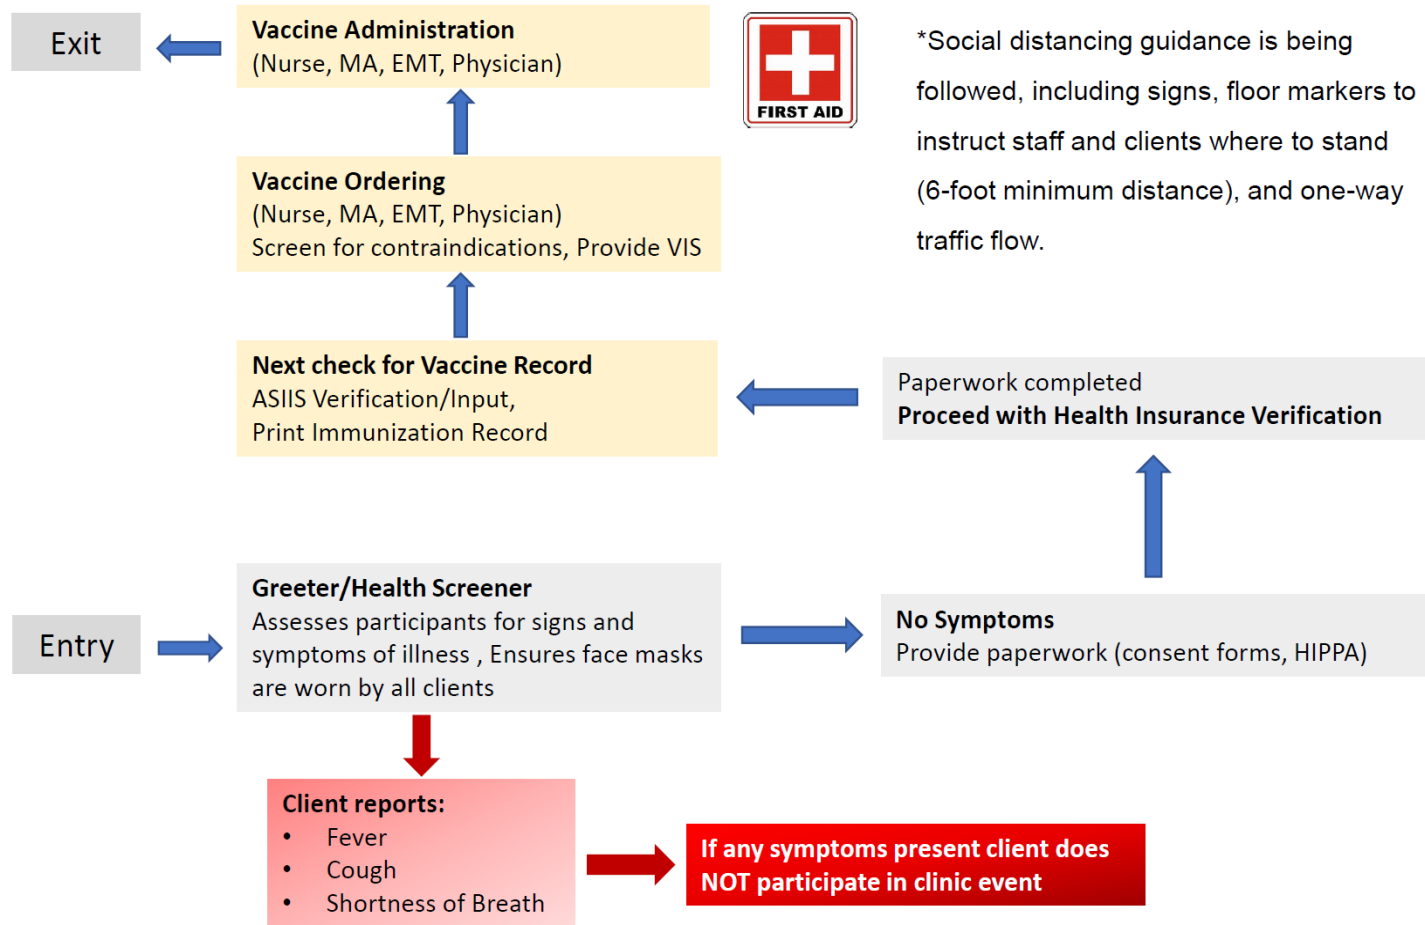 Exit
Vaccine Administration
(Nurse, MA, EMT, Physician)
FIRST AID
*Social distancing guidance is being
followed, including signs, floor markers to
instruct staff and clients where to stand
(6-foot minimum distance), and one-way
traffic flow.
Vaccine Ordering
(Nurse, MA, EMT, Physician)
Screen for contraindications, Provide VIS
Next check for Vaccine Record
ASIIS Verification/Input,
Print Immunization Record
Paperwork completed
Proceed with Health Insurance Verification
Entry
Greeter/Health Screener
Assesses participants for signs and
symptoms of illness , Ensures face masks
are worn by all clients
No Symptoms
Provide paperwork (consent forms, HIPPA)
Client reports:
• Fever
• Cough
• Shortness of Breath
If any symptoms present client does
NOT participate in clinic event